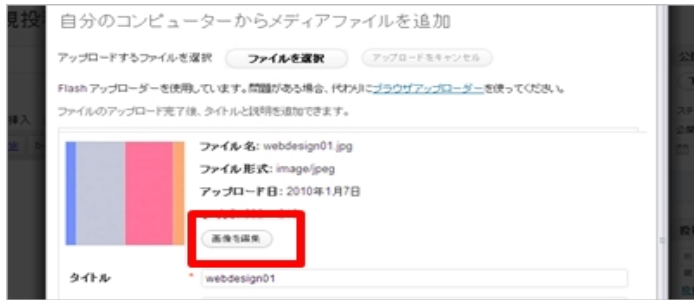 自分のコンピューターからメディアファイルを追加
アップロードするファイルを選択 ファイルを選択 アップロードをキャンセル
Flash アップローダーを使用しています。問題がある場合、代わりにブラウザアップローダーを使ってください。
ファイルのアップロード完了後、タイトルと説明を追加できます。
挿入
ファイル名: webdesign01.jpg
ファイル形式: image/jpeg
アップロード日: 2010年1月7日
画像を編集
タイトル * webdesign01